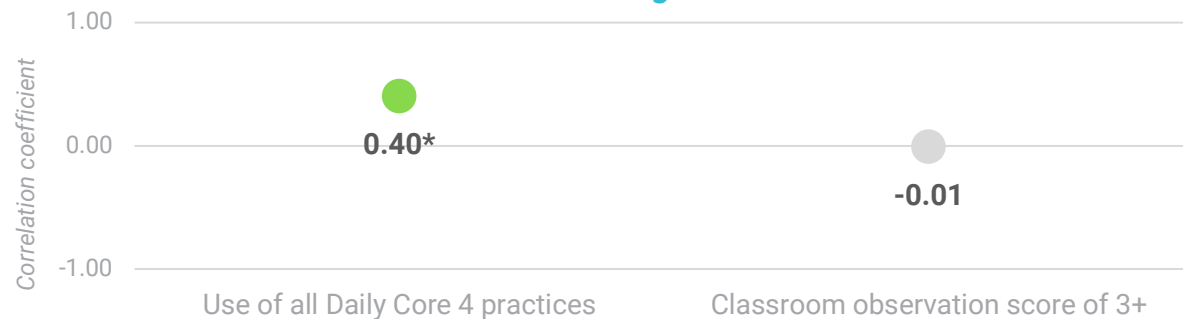 1.00
Correlation coefficient
0.00
0.40*
-0.01
-1.00
Use of all Daily Core 4 practices
Classroom observation score of 3+